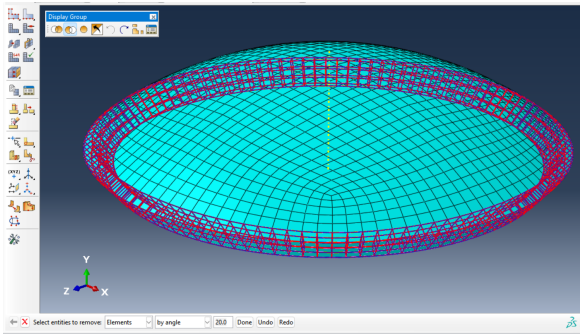 Display Group
Y
Z
X
Select entities to remove: Elements by angle 20.0 Done Undo Redo